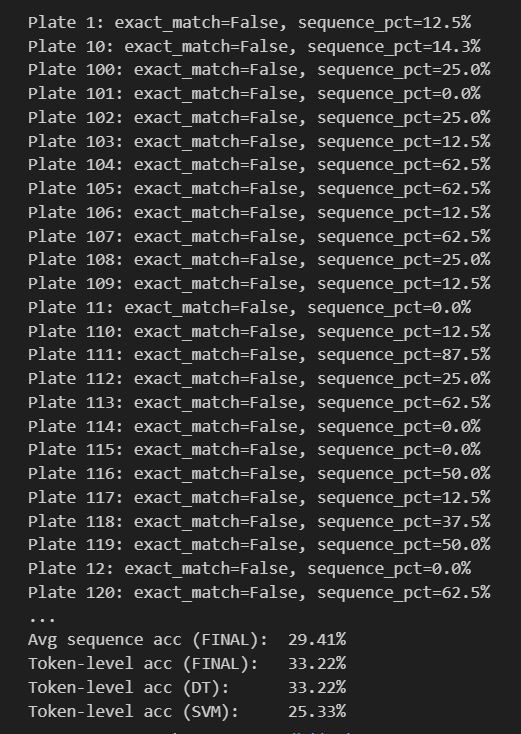 Plate 1: exact_match=False, sequence_pct=12.5%
Plate 10: exact_match=False, sequence_pct=14.3%
Plate 100: exact_match=False, sequence_pct=25.0%
Plate 101: exact_match=False, sequence_pct=0.0%
Plate 102: exact_match=False, sequence_pct=25.0%
Plate 103: exact_match=False, sequence_pct=12.5%
Plate 104: exact_match=False, sequence_pct=62.5%
Plate 105: exact_match=False, sequence_pct=62.5%
Plate 106: exact_match=False, sequence_pct=12.5%
Plate 107: exact_match=False, sequence_pct=62.5%
Plate 108: exact_match=False, sequence_pct=25.0%
Plate 109: exact_match=False, sequence_pct=12.5%
Plate 11: exact_match=False, sequence_pct=0.0%
Plate 110: exact_match=False, sequence_pct=12.5%
Plate 111: exact_match=False, sequence_pct=87.5%
Plate 112: exact_match=False, sequence_pct=25.0%
Plate 113: exact_match=False, sequence_pct=62.5%
Plate 114: exact_match=False, sequence_pct=0.0%
Plate 115: exact_match=False, sequence_pct=0.0%
Plate 116: exact_match=False, sequence_pct=50.0%
Plate 117: exact_match=False, sequence_pct=12.5%
Plate 118: exact_match=False, sequence_pct=37.5%
Plate 119: exact_match=False, sequence_pct=50.0%
Plate 12: exact_match=False, sequence_pct=0.0%
Plate 120: exact_match=False, sequence_pct=62.5%
...
Avg sequence acc (FINAL):  29.41%
Token-level acc (FINAL):   33.22%
Token-level acc (DT):      33.22%
Token-level acc (SVM):     25.33%